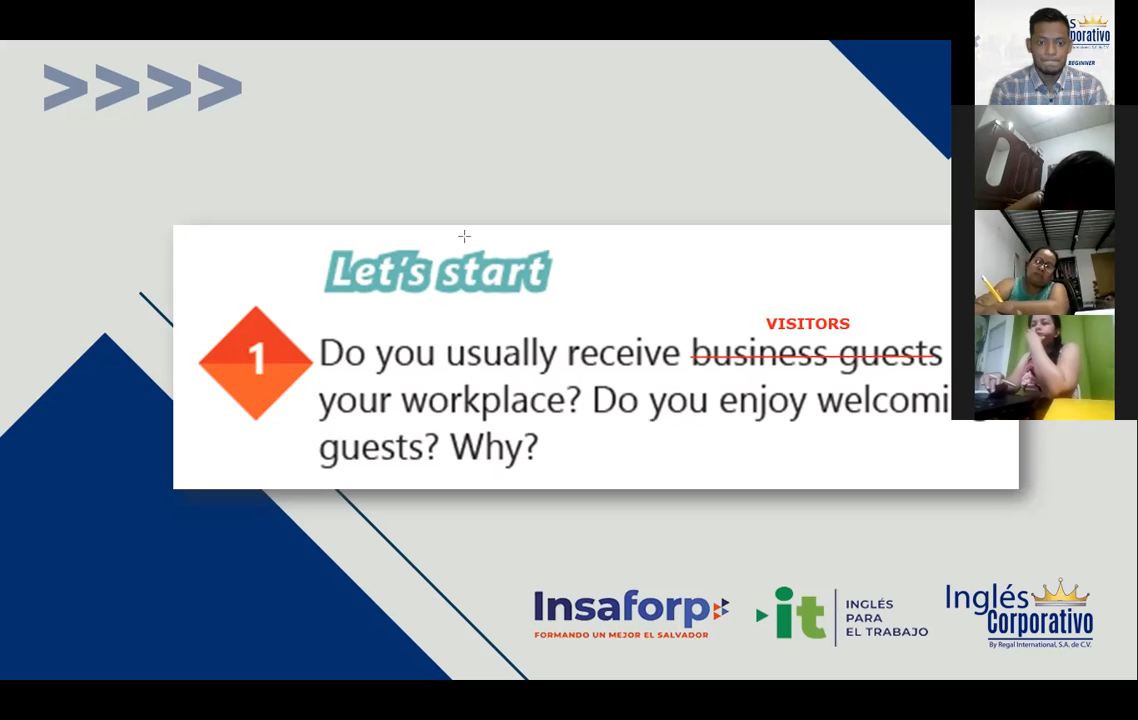 >>>>
Let's start
VISITORS
1
Do you usually receive business guests
your workplace? Do you enjoy
guests? Why?
Insaforp
FORMANDO UN MEJOR EL SALVADOR
it
INGLÉS
PARA
EL TRABAJO
Inglés
Corporativo
By Regal International, S.A. de C.V.
BEGINNER